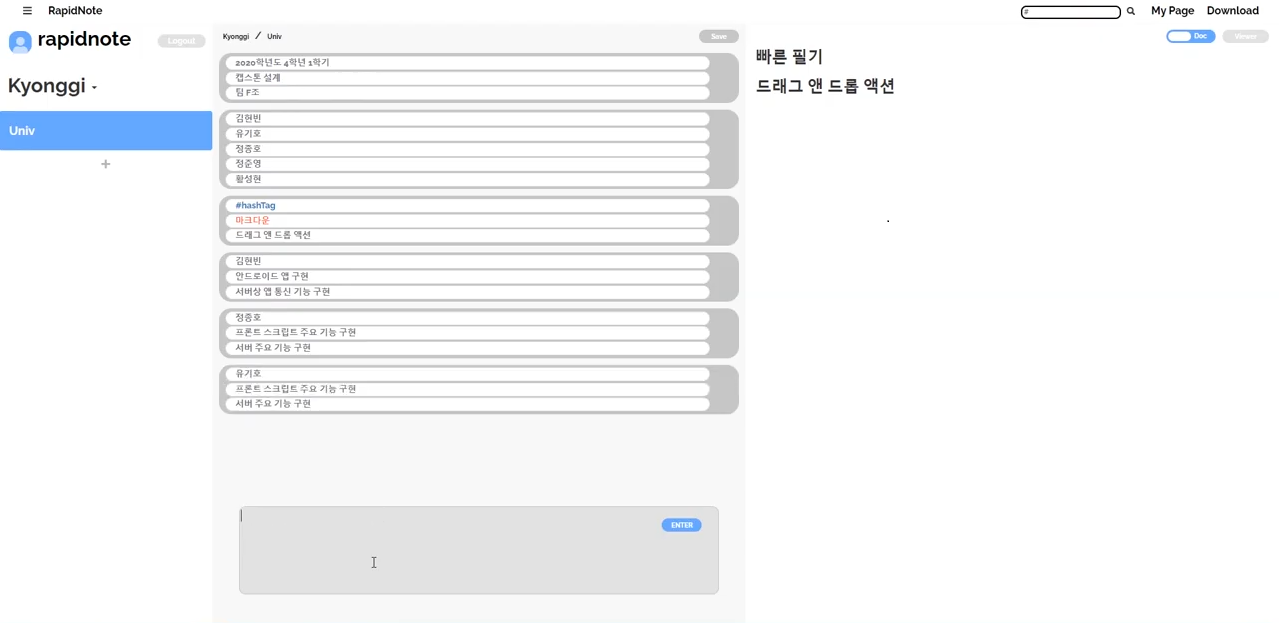 RapidNote
#
My Page
Download
rapidnote
Logout
Kyonggi
Univ
+
Kyonggi / Univ
Save
2020학년도 4학년 1학기
캡스톤 설계
팀 F조
김현빈
유기호
정종호
정준영
황성현
#hashTag
마크다운
드래그 앤 드롭 액션
김현빈
안드로이드 앱 구현
서버상 앱 통신 기능 구현
정종호
프론트 스크립트 주요 기능 구현
서버 주요 기능 구현
유기호
프론트 스크립트 주요 기능 구현
서버 주요 기능 구현
ENTER
Doc
Viewer
빠른 필기
드래그 앤 드롭 액션